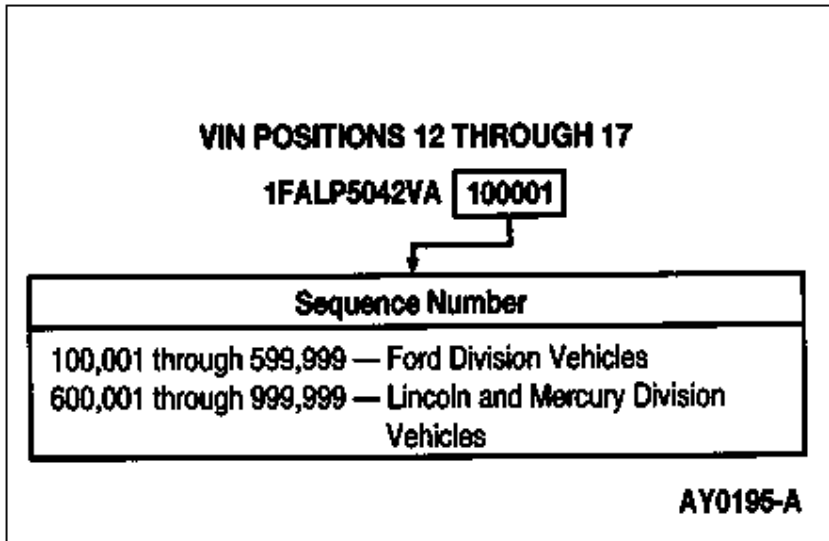 VIN POSITIONS 12 THROUGH 17
1FALP5042VA 100001
Sequence Number
100,001 through 599,999 — Ford Division Vehicles
600,001 through 999,999 — Lincoln and Mercury Division
Vehicles
AY0195-A